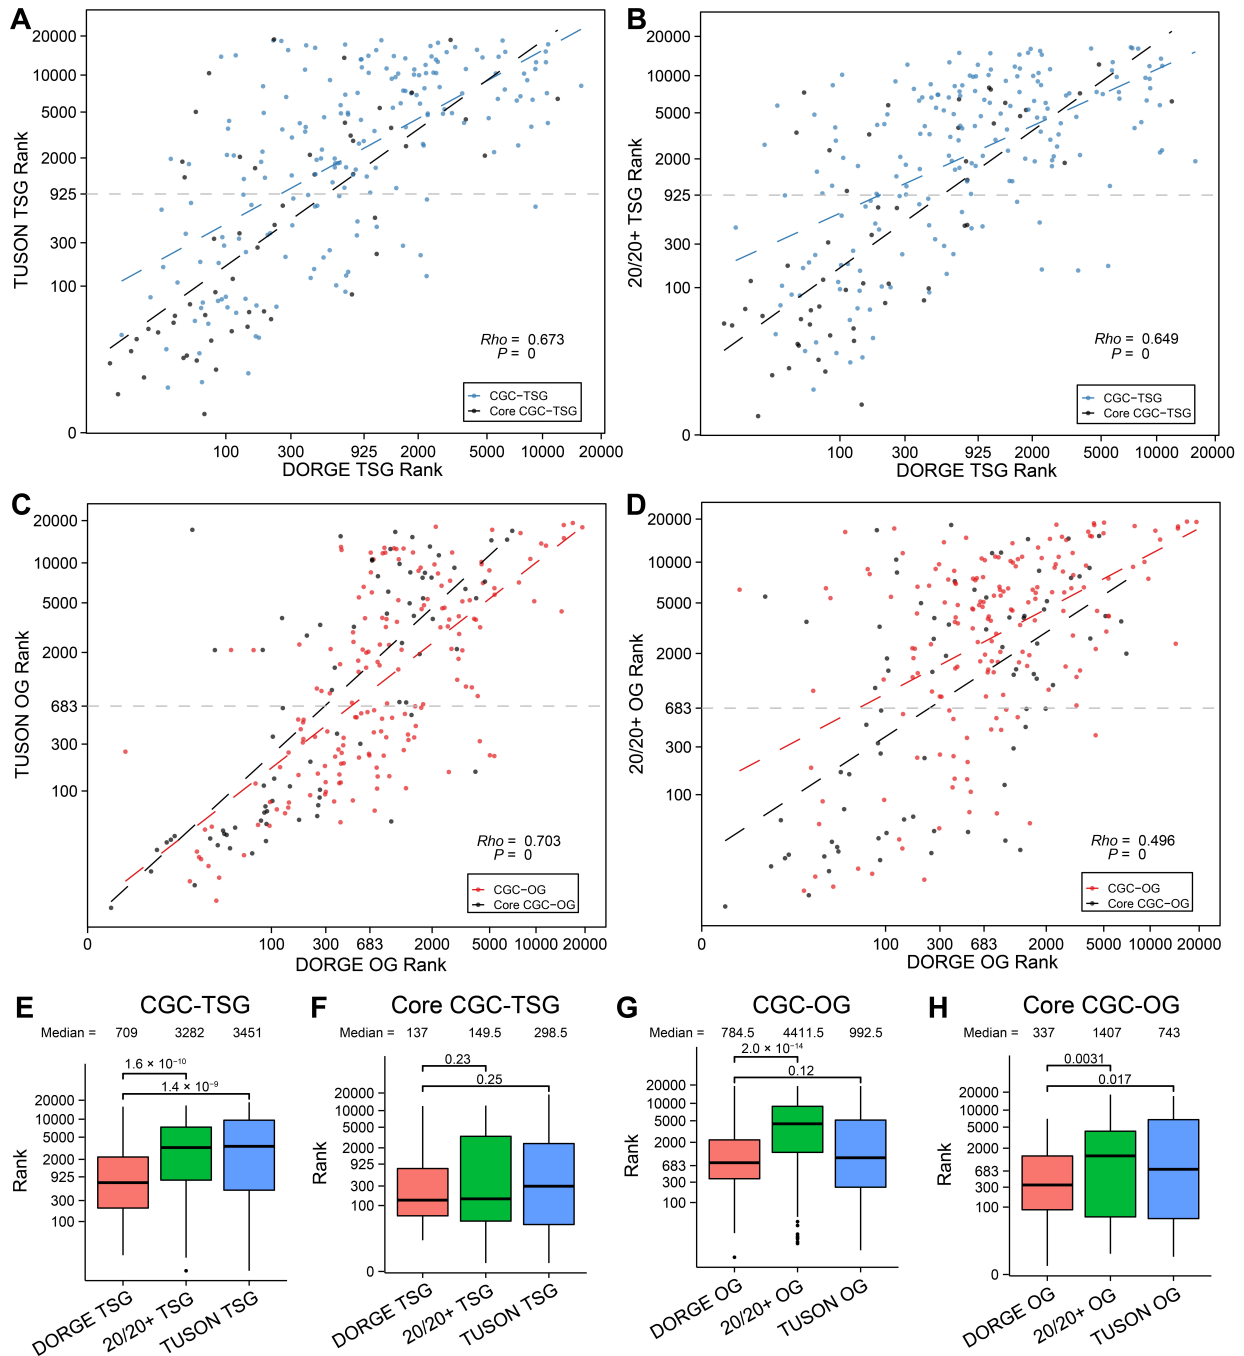 A
20000
10000
5000
2000
925
300
100
0
TUSON TSG Rank
Rho = 0.673
P = 0
CGC−TSG
Core CGC−TSG
100 300 925 2000 5000 10000 20000
DORGE TSG Rank
B
20000
10000
5000
2000
925
300
100
0
20/20+ TSG Rank
Rho = 0.649
P = 0
CGC−TSG
Core CGC−TSG
100 300 925 2000 5000 10000 20000
DORGE TSG Rank
C
20000
10000
5000
2000
683
300
100
TUSON OG Rank
Rho = 0.703
P = 0
CGC−OG
Core CGC−OG
0 100 300 683 2000 5000 10000 20000
DORGE OG Rank
D
20000
10000
5000
2000
683
300
100
20/20+ OG Rank
Rho = 0.496
P = 0
CGC−OG
Core CGC−OG
0 100 300 683 2000 5000 10000 20000
DORGE OG Rank
E
CGC-TSG
Median = 709 3282 3451
1.6 × 10−10
1.4 × 10−9
20000
10000
5000
2000
925
300
100
Rank
DORGE TSG
20/20+ TSG
TUSON TSG
F
Core CGC-TSG
Median = 137 149.5 298.5
0.23
0.25
20000
10000
5000
2000
925
300
100
0
Rank
DORGE TSG
20/20+ TSG
TUSON TSG
G
CGC-OG
Median = 784.5 4411.5 992.5
2.0 × 10−14
0.12
20000
10000
5000
2000
683
300
100
Rank
DORGE OG
20/20+ OG
TUSON OG
H
Core CGC-OG
Median = 337 1407 743
0.0031
0.017
20000
10000
5000
2000
683
300
100
0
Rank
DORGE OG
20/20+ OG
TUSON OG